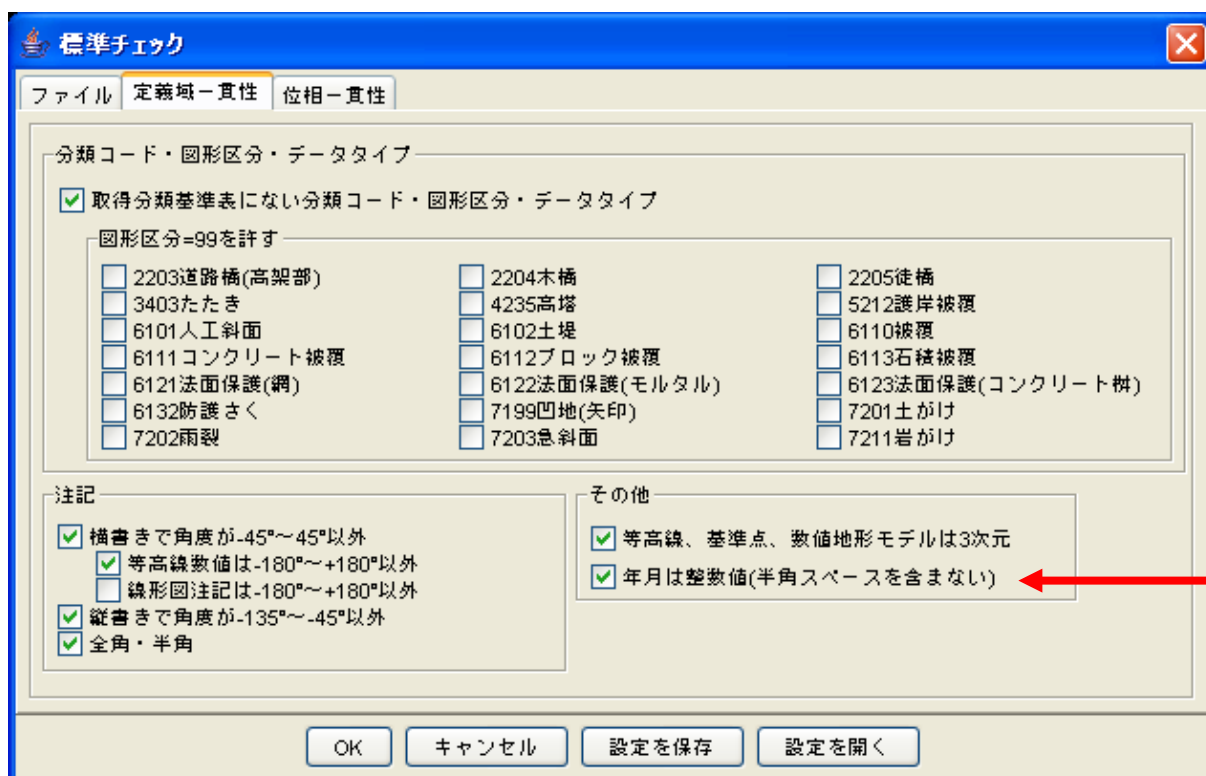 標準チェック
ファイル 定義域一貫性 位相一貫性
分類コード・図形区分・データタイプ
取得分類基準表にない分類コード・図形区分・データタイプ
図形区分=99を許す
2203道路橋(高架部) 2204木橋 2205徒橋
3403たたき 4235高塔 5212護岸被覆
6101人工斜面 6102土堤 6110被覆
6111コンクリート被覆 6112ブロック被覆 6113石積被覆
6121法面保護(網) 6122法面保護(モルタル) 6123法面保護(コンクリート桝)
6132防護さく 7199凹地(矢印) 7201土がけ
7202雨裂 7203急斜面 7211岩がけ
注記
横書きで角度が-45°～45°以外
等高線数値は-180°～+180°以外
線形図注記は-180°～+180°以外
縦書きで角度が-135°～-45°以外
全角・半角
その他
等高線、基準点、数値地形モデルは3次元
年月は整数値(半角スペースを含まない)
OK キャンセル 設定を保存 設定を開く